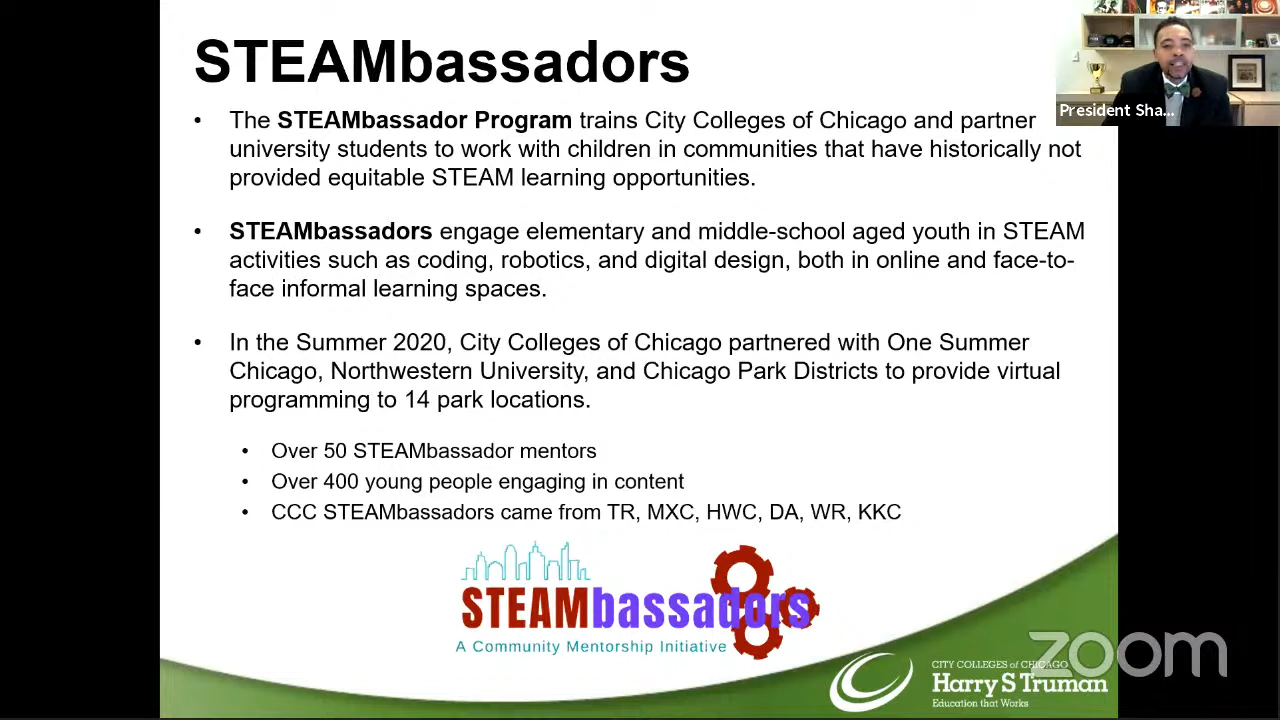 STEAMbassadors
President Sha...
• The STEAMbassador Program trains City Colleges of Chicago and partner
university students to work with children in communities that have historically not
provided equitable STEAM learning opportunities.
• STEAMbassadors engage elementary and middle-school aged youth in STEAM
activities such as coding, robotics, and digital design, both in online and face-to-
face informal learning spaces.
• In the Summer 2020, City Colleges of Chicago partnered with One Summer
Chicago, Northwestern University, and Chicago Park Districts to provide virtual
programming to 14 park locations.
• Over 50 STEAMbassador mentors
• Over 400 young people engaging in content
• CCC STEAMbassadors came from TR, MXC, HWC, DA, WR, KKC
STEAMbassadors
A Community Mentorship Initiative
zoom
CITY COLLEGES of CHICAGO
Harry S Truman
Education that Works